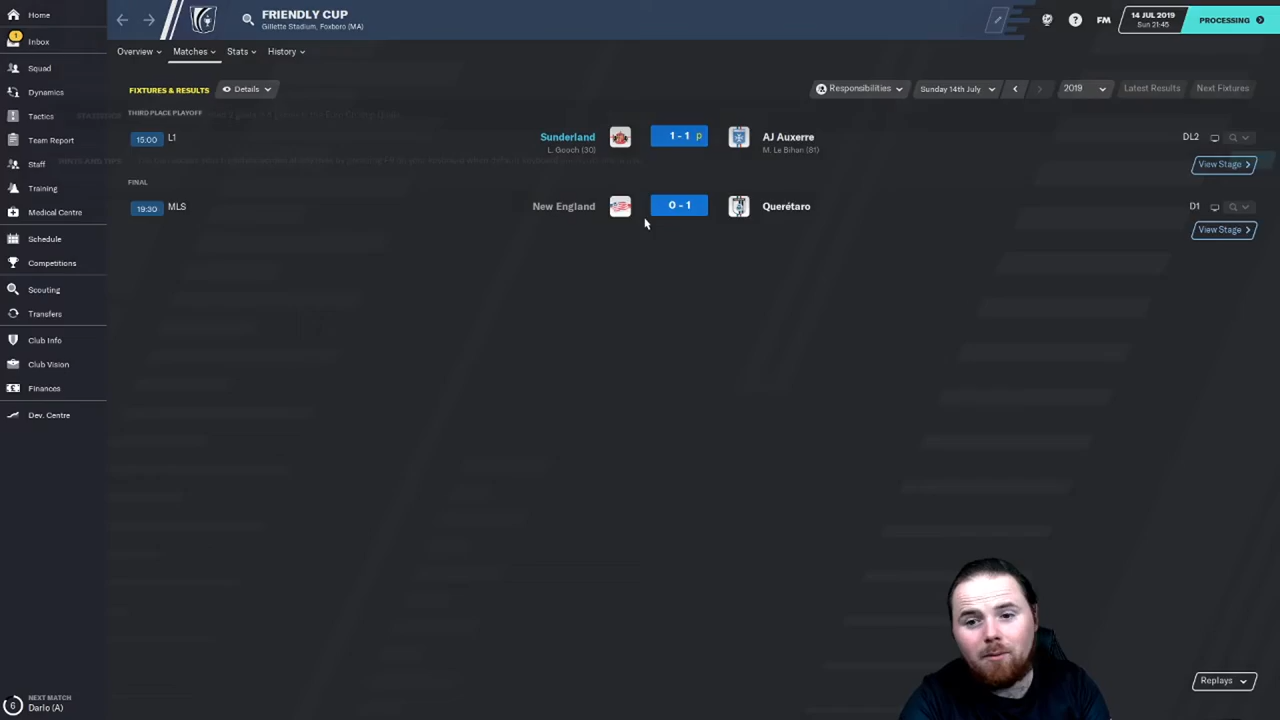 Home
1
Inbox
Squad
Dynamics
Tactics
Team Report
Staff
Training
Medical Centre
Schedule
Competitions
Scouting
Transfers
Club Info
Club Vision
Finances
Dev. Centre
6
NEXT MATCH
Darlo (A)
FRIENDLY CUP
Gillette Stadium, Foxboro (MA)
FM
14 JUL 2019
Sun 21:45
PROCESSING
Overview
Matches
Stats
History
FIXTURES & RESULTS
Details
Responsibilities
Sunday 14th July
2019
Latest Results
Next Fixtures
THIRD PLACE PLAYOFF
15:00 L1 Sunderland 1 - 1 p AJ Auxerre DL2
L. Gooch (30) M. Le Bihan (81)
View Stage
FINAL
19:30 MLS New England 0 - 1 Querétaro D1
View Stage
Replays